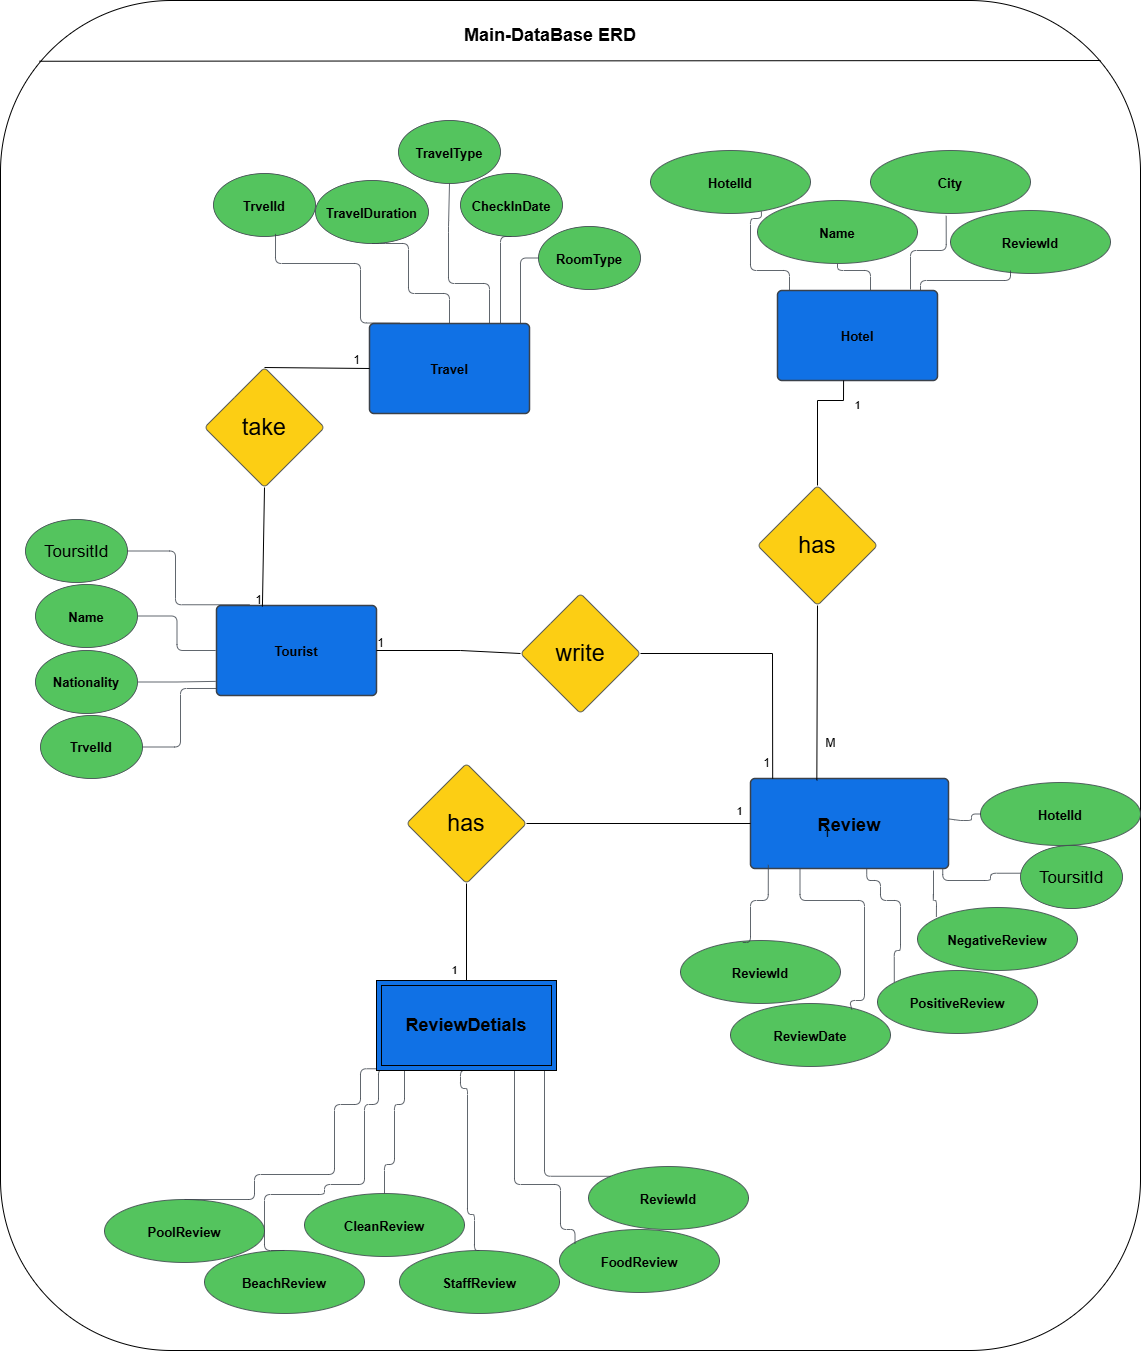 Main-DataBase ERD
TravelType
TrvelId
TravelDuration
CheckInDate
RoomType
HotelId
City
Name
ReviewId
Travel
Hotel
1
1
take
has
ToursitId
Name
Nationality
TrvelId
1
Tourist
1
write
M
1
has
1
Review
HotelId
ToursitId
NegativeReview
ReviewId
PositiveReview
ReviewDate
1
ReviewDetials
ReviewId
PoolReview
CleanReview
FoodReview
BeachReview
StaffReview